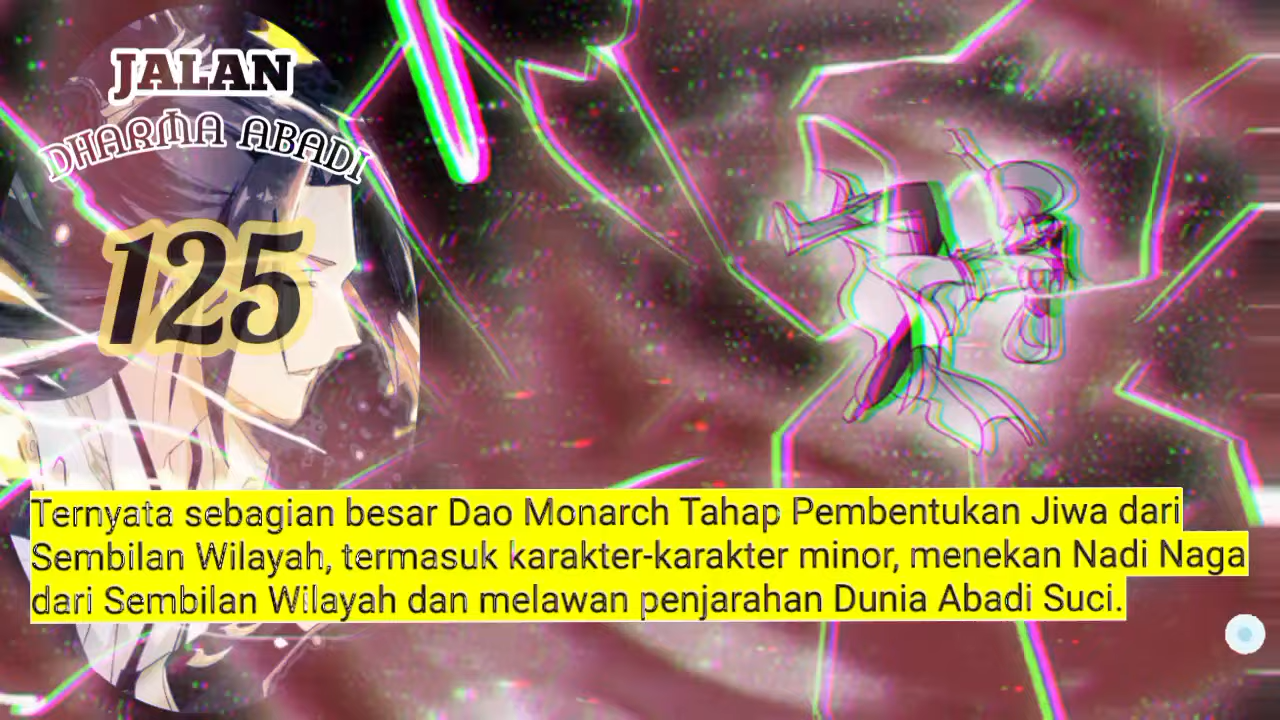 JALAN
DHARMA ABADI
125
Ternyata sebagian besar Dao Monarch Tahap Pembentukan Jiwa dari
Sembilan Wilayah, termasuk karakter-karakter minor, menekan Nadi Naga
dari Sembilan Wilayah dan melawan penjarahan Dunia Abadi Suci.